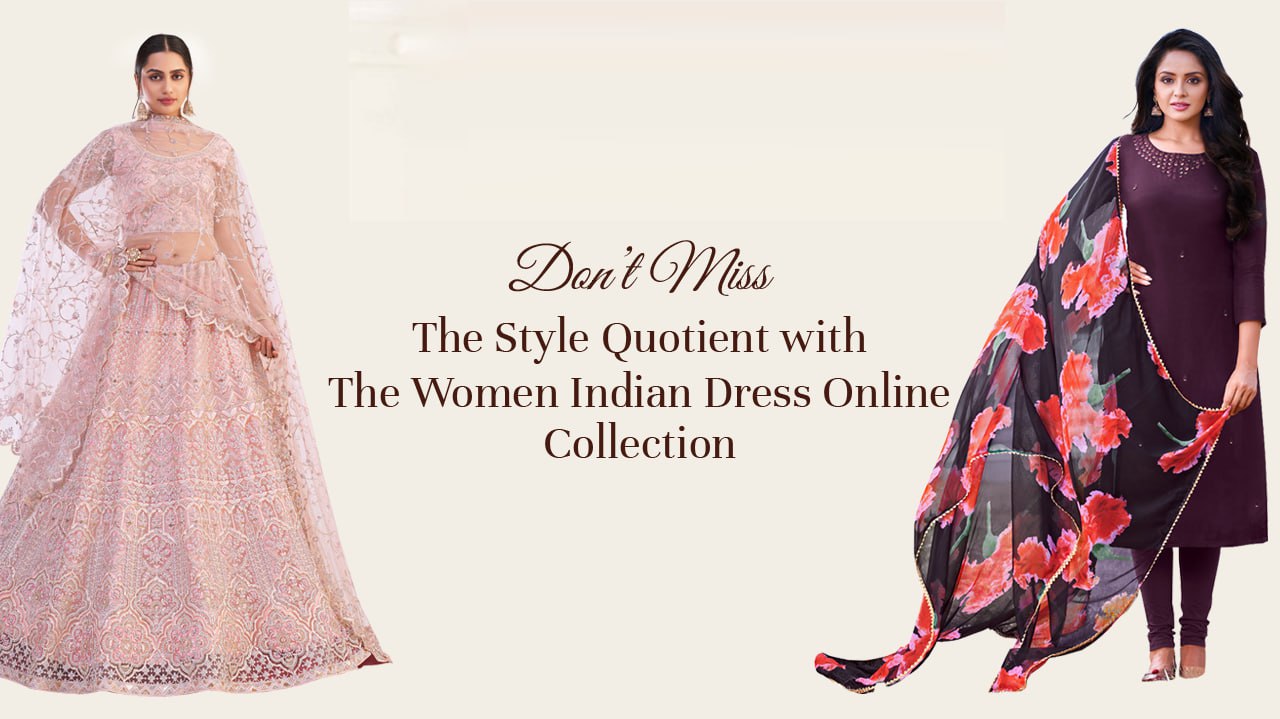 Don't Miss
The Style Quotient with
The Women Indian Dress Online
Collection